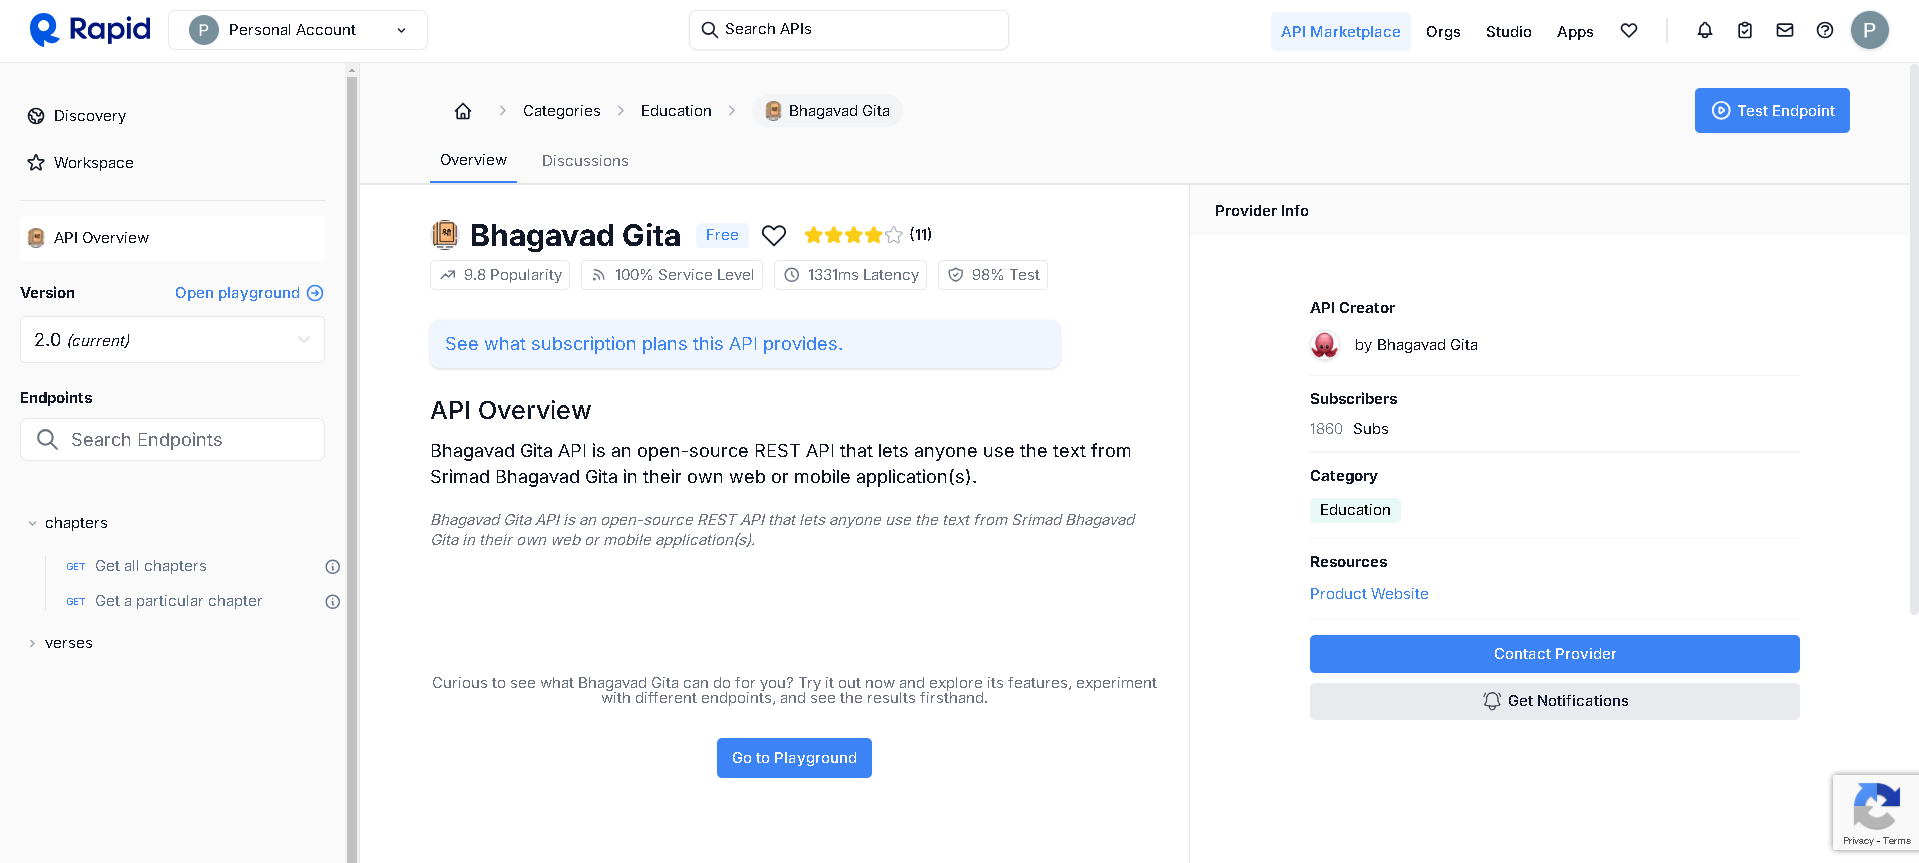 Rapid
P
Personal Account
Search APIs
API Marketplace
Orgs
Studio
Apps
P
Discovery
Workspace
API Overview
Version
Open playground
2.0 (current)
Endpoints
Search Endpoints
chapters
GET Get all chapters
GET Get a particular chapter
verses
Categories
Education
Bhagavad Gita
Test Endpoint
Overview
Discussions
Bhagavad Gita
Free
(11)
9.8 Popularity
100% Service Level
1331ms Latency
98% Test
See what subscription plans this API provides.
API Overview
Bhagavad Gita API is an open-source REST API that lets anyone use the text from
Srimad Bhagavad Gita in their own web or mobile application(s).
Bhagavad Gita API is an open-source REST API that lets anyone use the text from Srimad Bhagavad
Gita in their own web or mobile application(s).
Curious to see what Bhagavad Gita can do for you? Try it out now and explore its features, experiment
with different endpoints, and see the results firsthand.
Go to Playground
Provider Info
API Creator
by Bhagavad Gita
Subscribers
1860 Subs
Category
Education
Resources
Product Website
Contact Provider
Get Notifications
Privacy - Terms